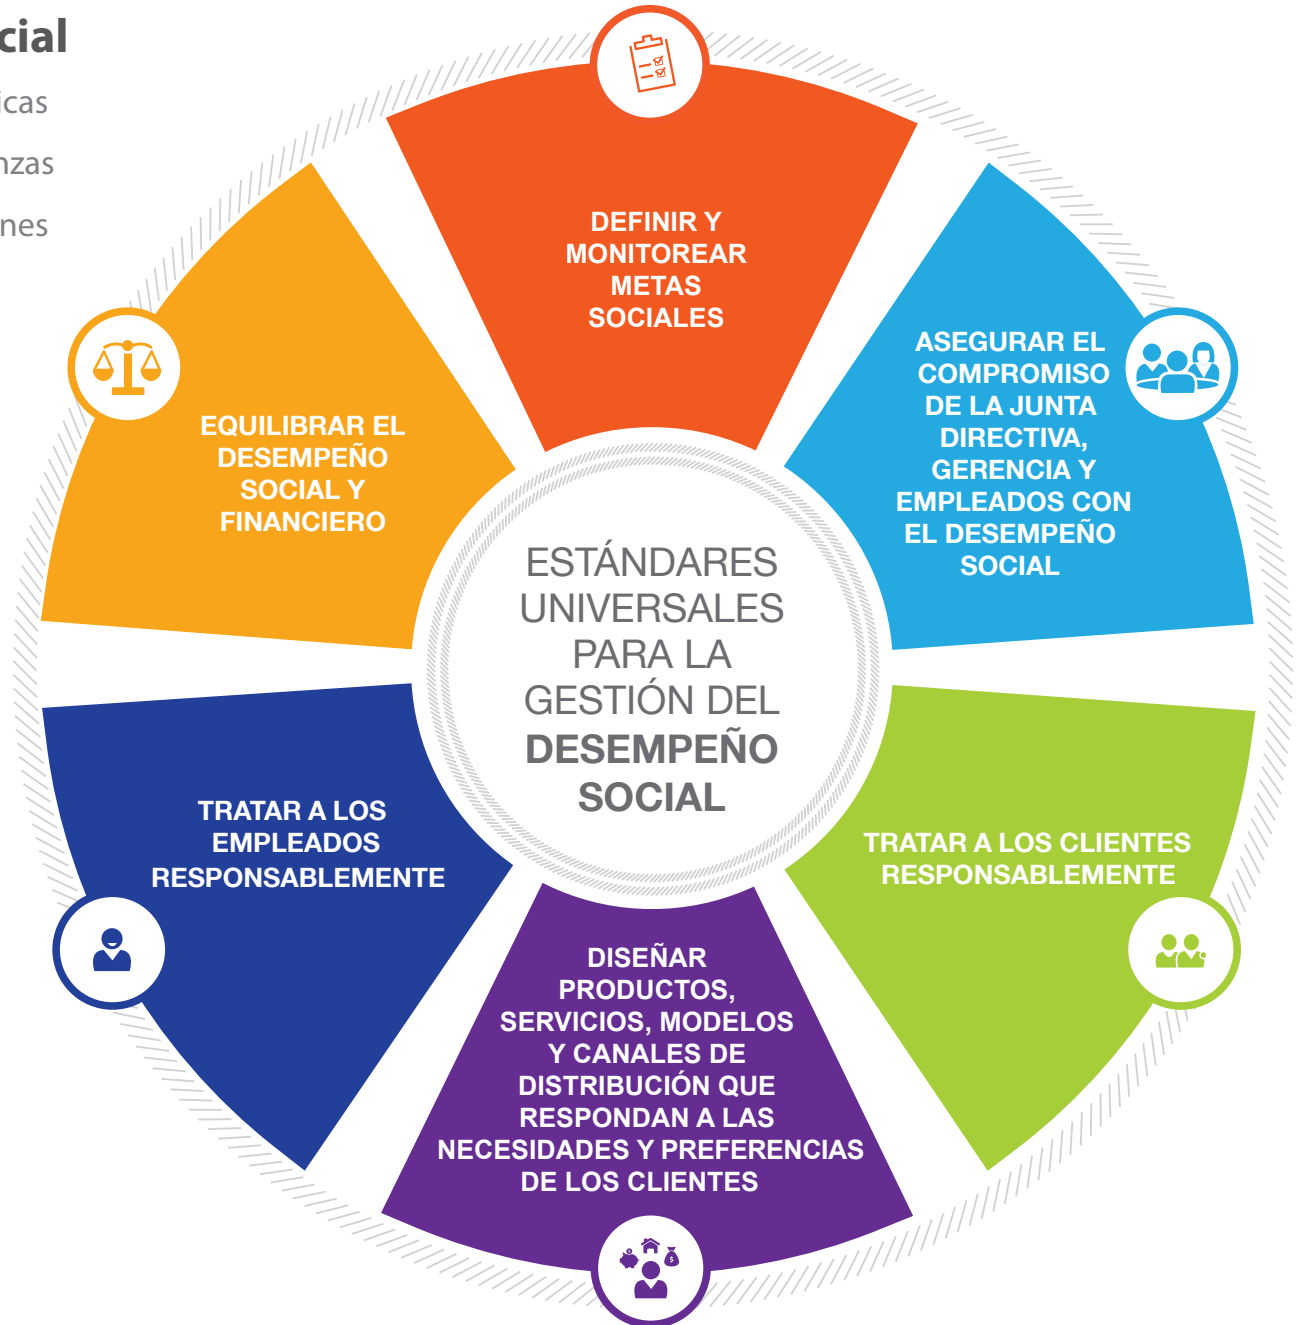 cial
icas
nzas
nes
DEFINIR Y
MONITOREAR
METAS
SOCIALES
ASEGURAR EL
COMPROMISO
DE LA JUNTA
DIRECTIVA,
GERENCIA Y
EMPLEADOS CON
EL DESEMPEÑO
SOCIAL
TRATAR A LOS CLIENTES
RESPONSABLEMENTE
DISEÑAR
PRODUCTOS,
SERVICIOS, MODELOS
Y CANALES DE
DISTRIBUCIÓN QUE
RESPONDAN A LAS
NECESIDADES Y PREFERENCIAS
DE LOS CLIENTES
TRATAR A LOS
EMPLEADOS
RESPONSABLEMENTE
EQUILIBRAR EL
DESEMPEÑO
SOCIAL Y
FINANCIERO
ESTÁNDARES
UNIVERSALES
PARA LA
GESTIÓN DEL
DESEMPEÑO
SOCIAL